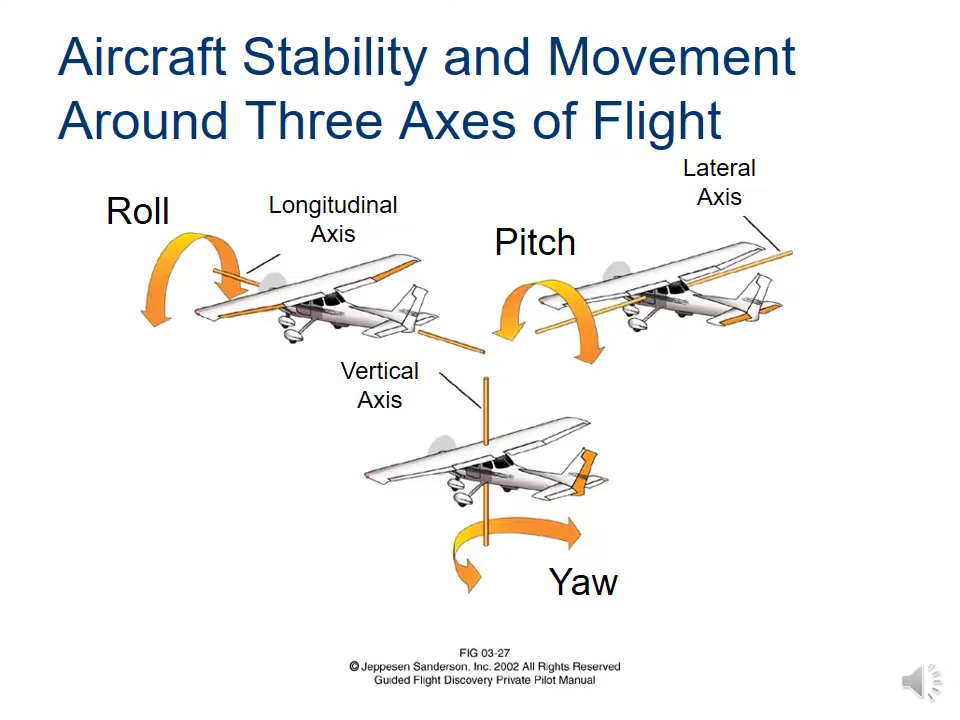 Aircraft Stability and Movement
Around Three Axes of Flight
Roll
Longitudinal
Axis
Pitch
Lateral
Axis
Vertical
Axis
Yaw
FIG 03-27
© Jeppesen Sanderson, Inc. 2002 All Rights Reserved
Guided Flight Discovery Private Pilot Manual